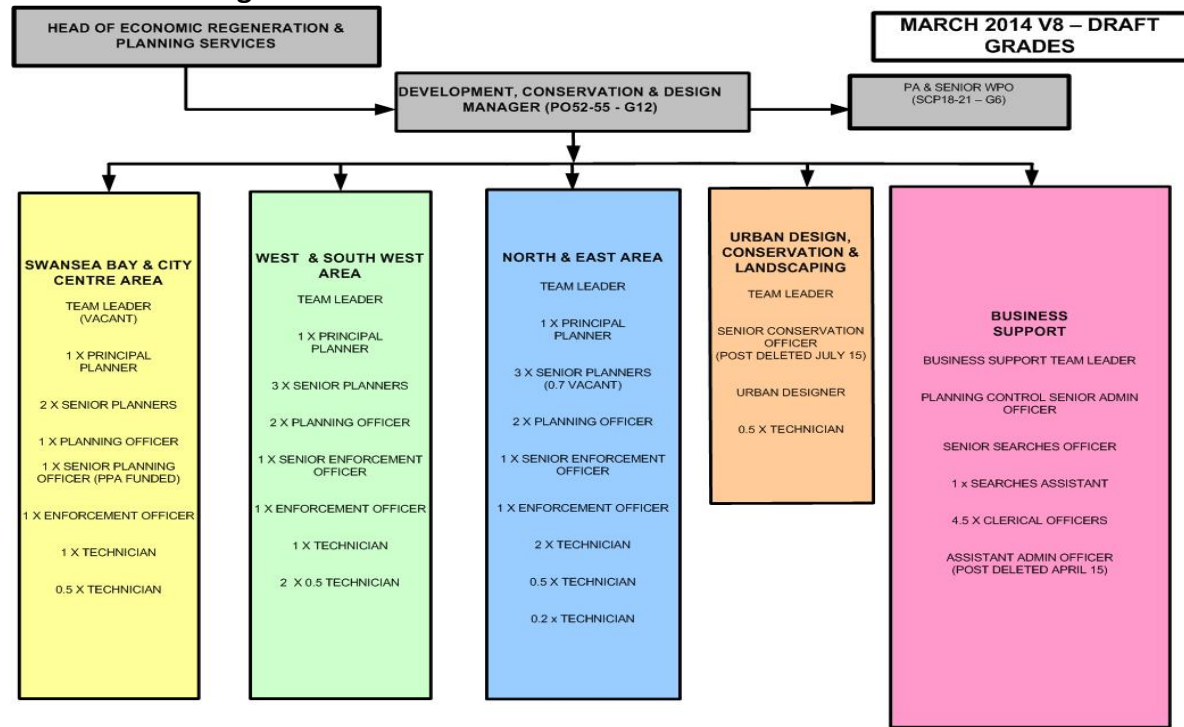 HEAD OF ECONOMIC REGENERATION &
PLANNING SERVICES
MARCH 2014 V8 – DRAFT
GRADES
DEVELOPMENT, CONSERVATION & DESIGN
MANAGER (PO52-55 - G12)
PA & SENIOR WPO
(SCP18-21 – G6)
SWANSEA BAY & CITY
CENTRE AREA
TEAM LEADER
(VACANT)
1 X PRINCIPAL
PLANNER
2 X SENIOR PLANNERS
1 X PLANNING OFFICER
1 X SENIOR PLANNING
OFFICER (PPA FUNDED)
1 X ENFORCEMENT OFFICER
1 X TECHNICIAN
0.5 X TECHNICIAN
WEST & SOUTH WEST
AREA
TEAM LEADER
1 X PRINCIPAL
PLANNER
3 X SENIOR PLANNERS
2 X PLANNING OFFICER
1 X SENIOR ENFORCEMENT
OFFICER
1 X ENFORCEMENT OFFICER
1 X TECHNICIAN
2 X 0.5 TECHNICIAN
NORTH & EAST AREA
TEAM LEADER
1 X PRINCIPAL
PLANNER
3 X SENIOR PLANNERS
(0.7 VACANT)
2 X PLANNING OFFICER
1 X SENIOR ENFORCEMENT
OFFICER
1 X ENFORCEMENT OFFICER
2 X TECHNICIAN
0.5 X TECHNICIAN
0.2 x TECHNICIAN
URBAN DESIGN,
CONSERVATION &
LANDSCAPING
TEAM LEADER
SENIOR CONSERVATION
OFFICER
(POST DELETED JULY 15)
URBAN DESIGNER
0.5 X TECHNICIAN
BUSINESS
SUPPORT
BUSINESS SUPPORT TEAM LEADER
PLANNING CONTROL SENIOR ADMIN
OFFICER
SENIOR SEARCHES OFFICER
1 x SEARCHES ASSISTANT
4.5 X CLERICAL OFFICERS
ASSISTANT ADMIN OFFICER
(POST DELETED APRIL 15)